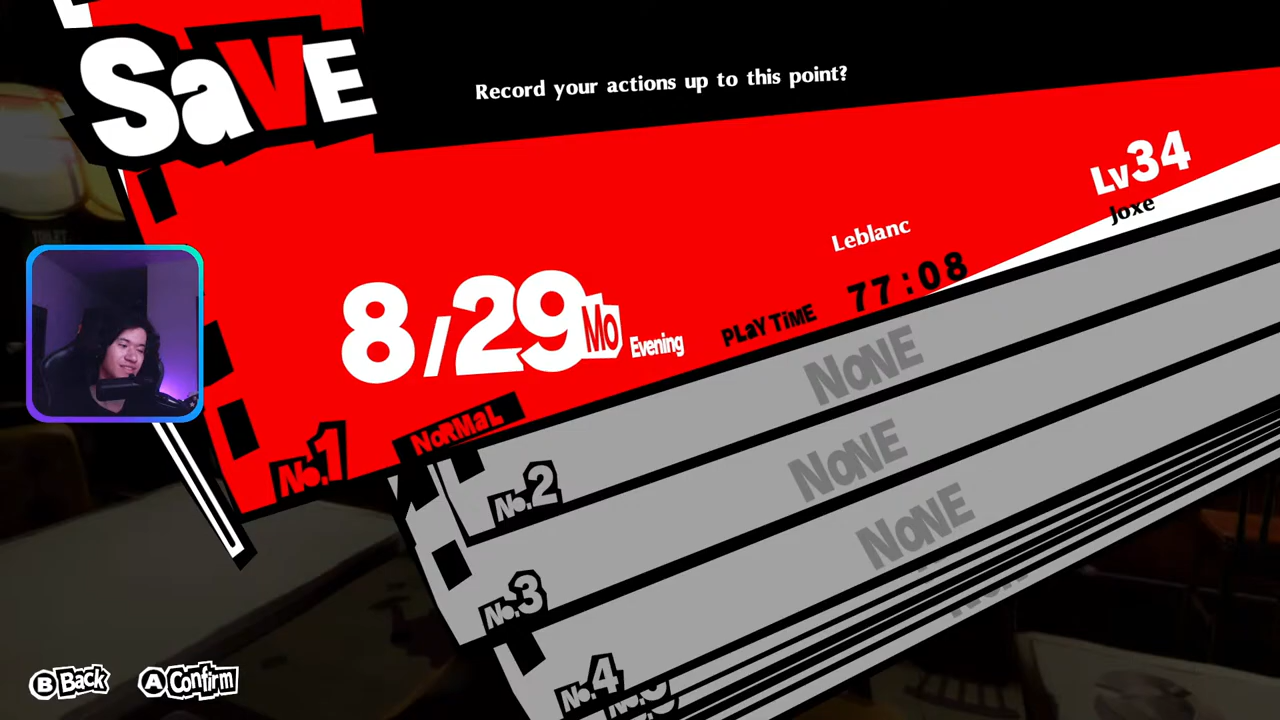 SaVE
Record your actions up to this point?
Lv34
Joxe
Leblanc
8/29 Mo Evening
PLaY TiME 77:08
No.1 NoRMaL
NoNE
No.2
NoNE
No.3
NoNE
No.4
TOILET
B Back A Confirm